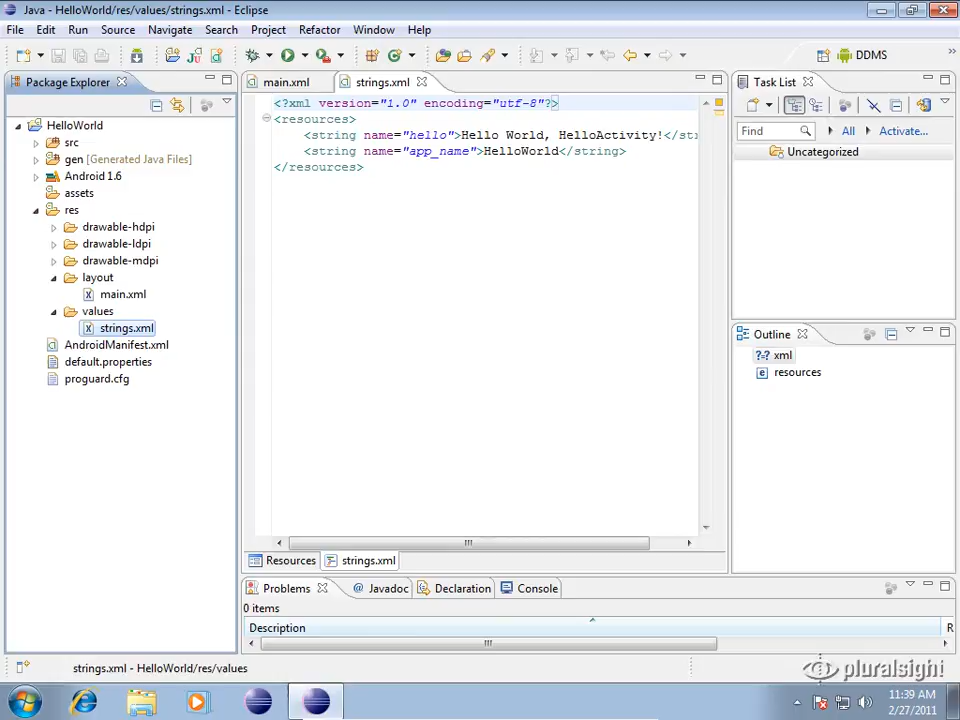 Java - HelloWorld/res/values/strings.xml - Eclipse
File Edit Run Source Navigate Search Project Refactor Window Help
DDMS
Package Explorer
main.xml
strings.xml
Task List
HelloWorld
src
gen [Generated Java Files]
Android 1.6
assets
res
drawable-hdpi
drawable-ldpi
drawable-mdpi
layout
main.xml
values
strings.xml
AndroidManifest.xml
default.properties
proguard.cfg
<?xml version="1.0" encoding="utf-8"?>
<resources>
<string name="hello">Hello World, HelloActivity!</str
<string name="app_name">HelloWorld</string>
</resources>
Find
All
Activate...
Uncategorized
Outline
?=? xml
e resources
Resources
strings.xml
Problems
@ Javadoc
Declaration
Console
0 items
Description
R
strings.xml - HelloWorld/res/values
pluralsight
11:39 AM
2/27/2011